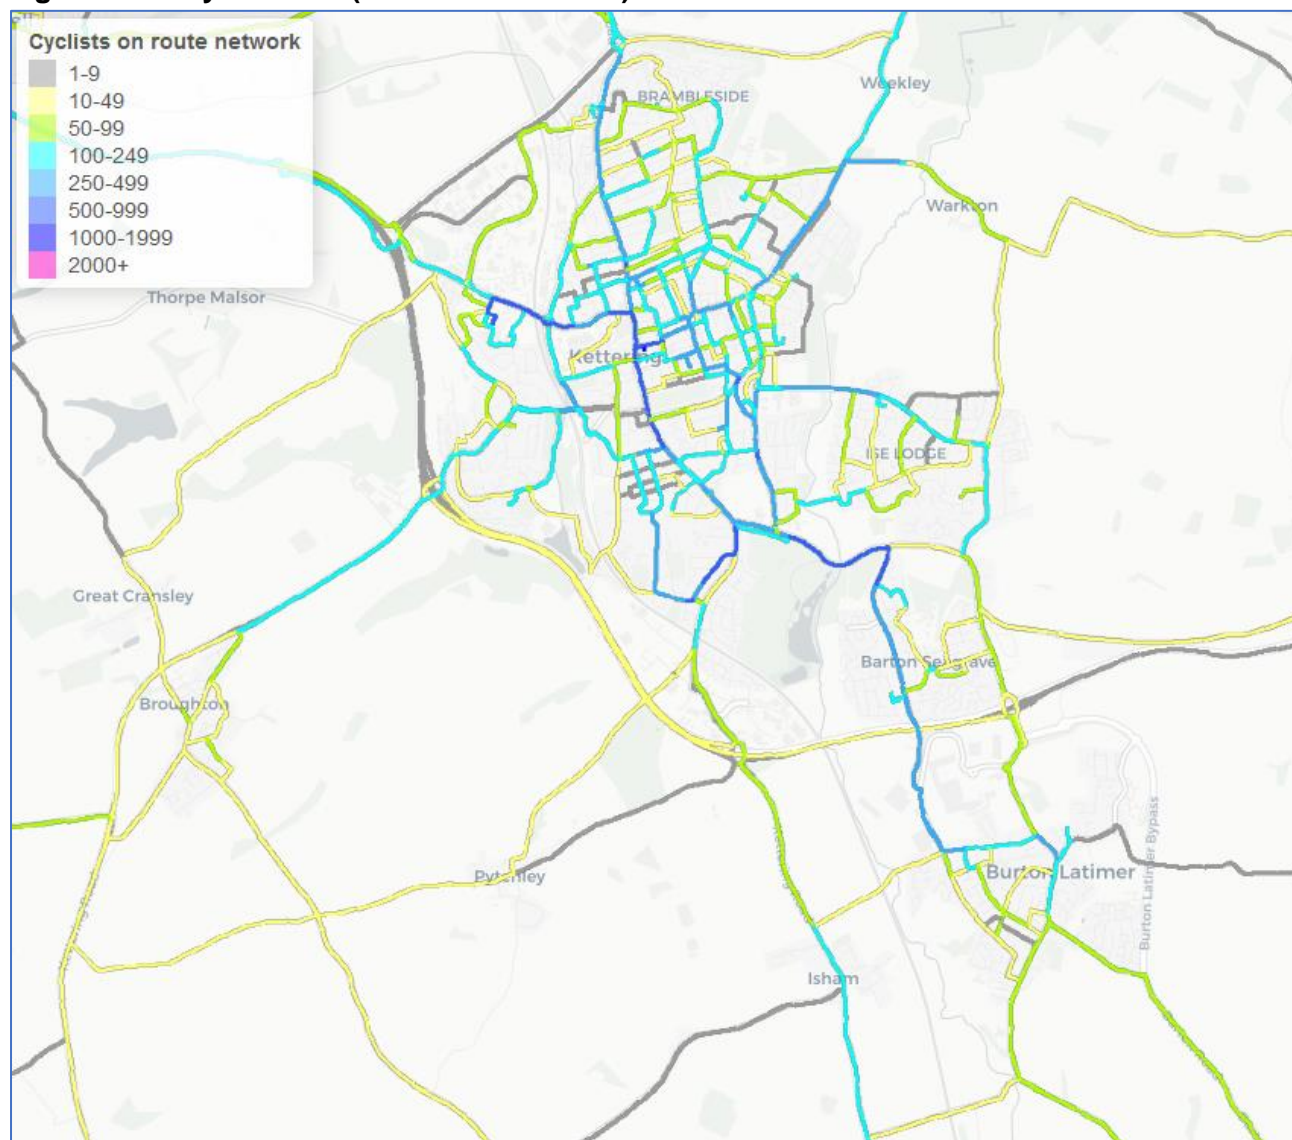 Cyclists on route network
1-9
10-49
50-99
100-249
250-499
500-999
1000-1999
2000+
BRAMBLESIDE
Weekley
Warkton
Thorpe Malsor
Kettering
ISE LODGE
Great Cransley
Barton Seagrave
Broughton
Burton Latimer Bypass
Pytchley
Burton Latimer
Isham